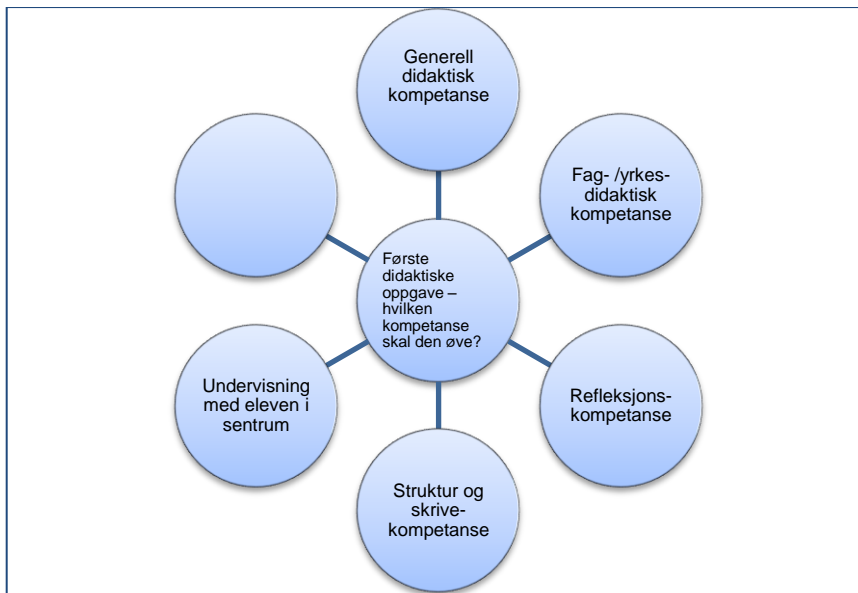 Generell
didaktisk
kompetanse
Fag- /yrkes-
didaktisk
kompetanse
Første
didaktiske
oppgave –
hvilken
kompetanse
skal den øve?
Undervisning
med eleven i
sentrum
Refleksjons-
kompetanse
Struktur og
skrive-
kompetanse